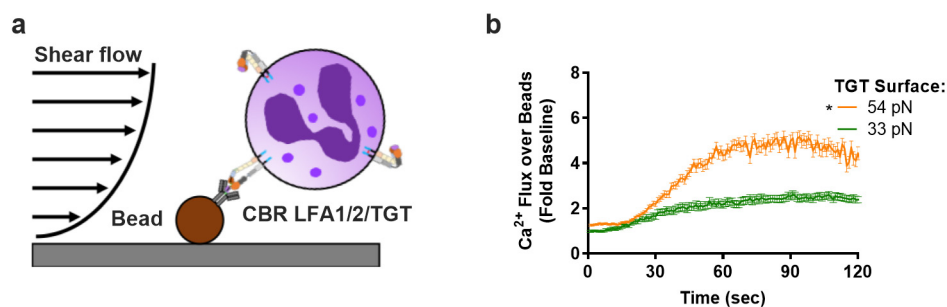 a
Shear flow
Bead
CBR LFA1/2/TGT
b
Ca²⁺ Flux over Beads
(Fold Baseline)
8
6
4
2
0
0 30 60 90 120
Time (sec)
TGT Surface:
* 54 pN
33 pN